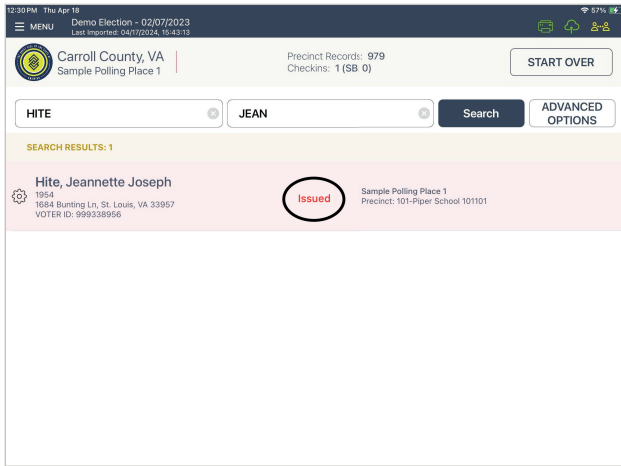 12:30 PM Thu Apr 18 57%
MENU Demo Election - 02/07/2023
Last Imported: 04/17/2024, 15:43:13
Carroll County, VA
Sample Polling Place 1
Precinct Records: 979
Checkins: 1 (SB 0)
START OVER
HITE JEAN Search ADVANCED
OPTIONS
SEARCH RESULTS: 1
Hite, Jeannette Joseph
1954
1684 Bunting Ln, St. Louis, VA 33957
VOTER ID: 999338956
Issued
Sample Polling Place 1
Precinct: 101-Piper School 101101